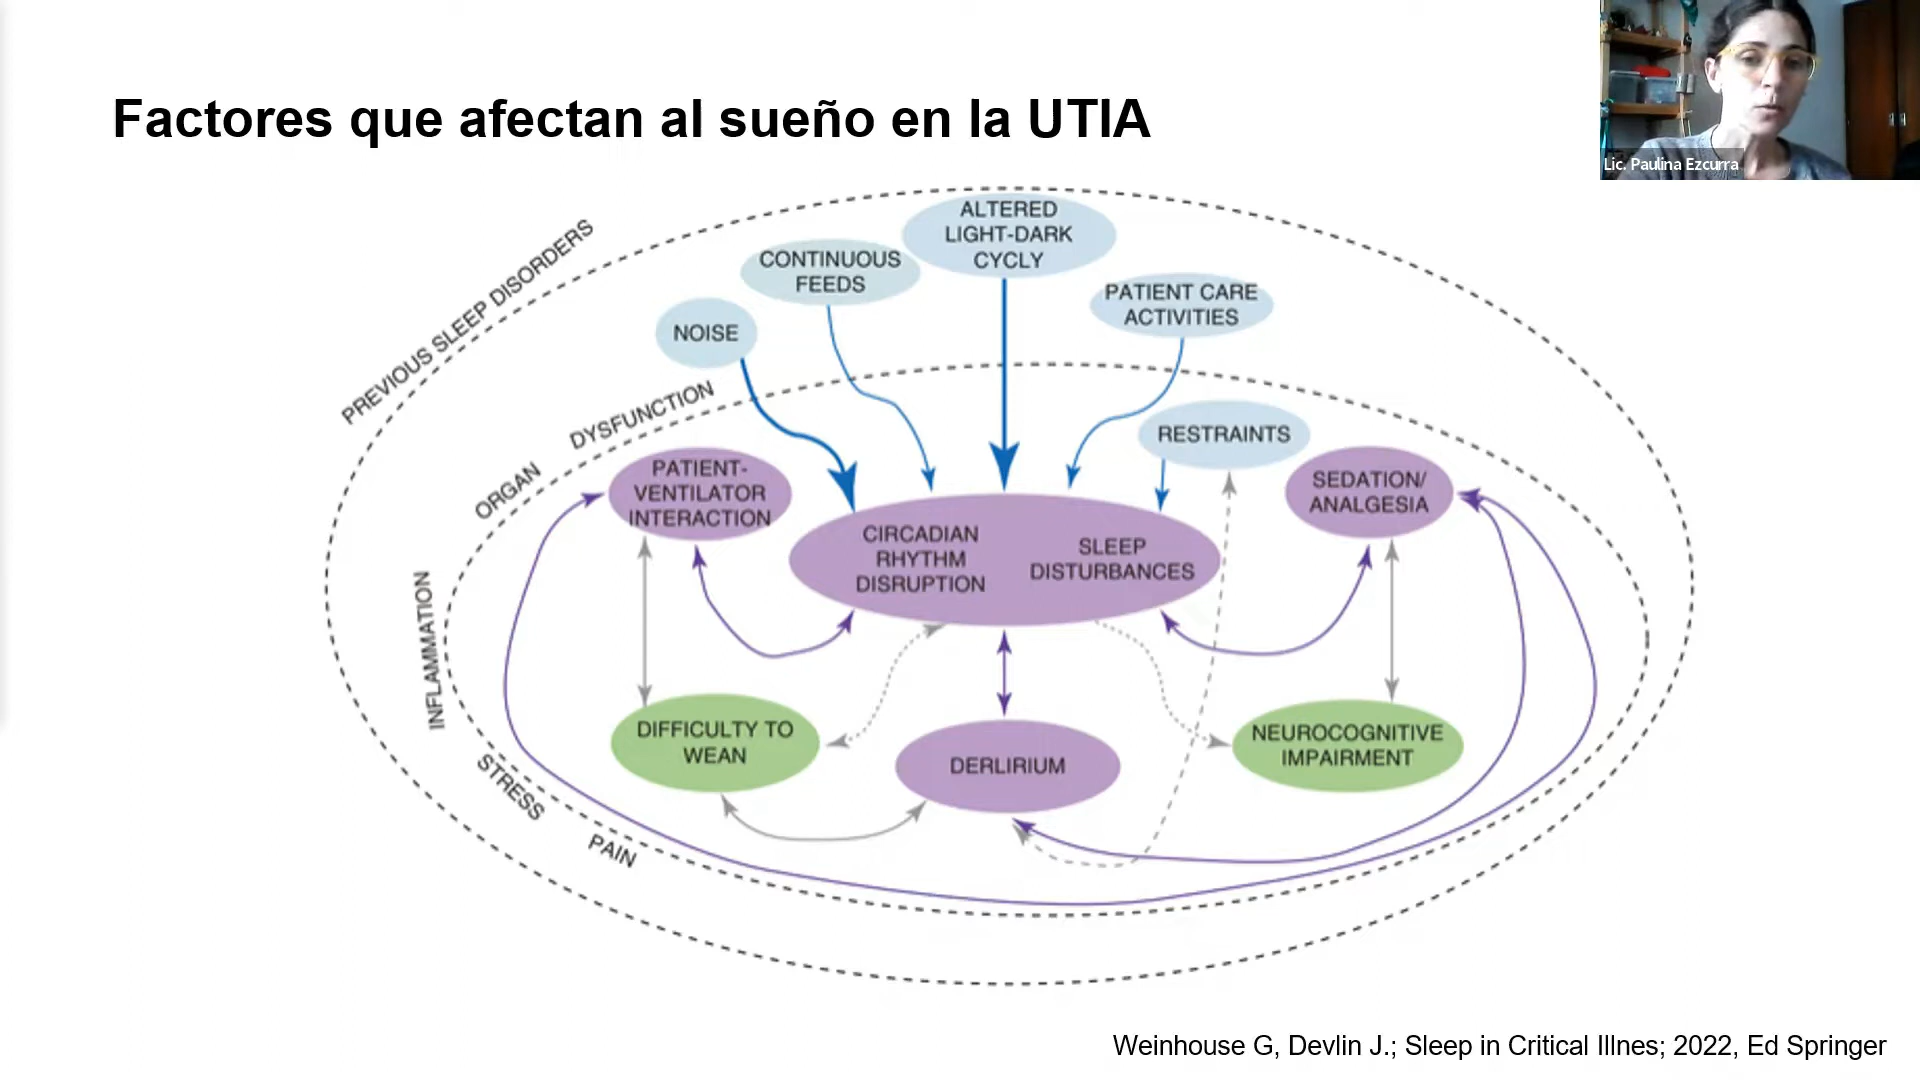 Factores que afectan al sueño en la UTIA
Lic. Paulina Ezcurra
PREVIOUS SLEEP DISORDERS
ALTERED
LIGHT-DARK
CYCLY
CONTINUOUS
FEEDS
PATIENT CARE
ACTIVITIES
NOISE
ORGAN DYSFUNCTION
RESTRAINTS
PATIENT-
VENTILATOR
INTERACTION
SEDATION/
ANALGESIA
CIRCADIAN
RHYTHM
DISRUPTION
SLEEP
DISTURBANCES
INFLAMMATION
DIFFICULTY TO
WEAN
DERLIRIUM
NEUROCOGNITIVE
IMPAIRMENT
STRESS
PAIN
Weinhouse G, Devlin J.; Sleep in Critical Illnes; 2022, Ed Springer